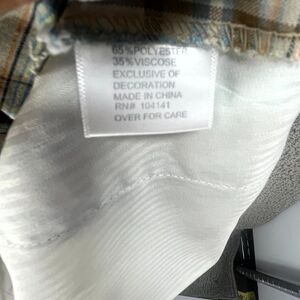 65%POLYESTER
35%VISCOSE
EXCLUSIVE OF
DECORATION
MADE IN CHINA
RN# 104141
OVER FOR CARE